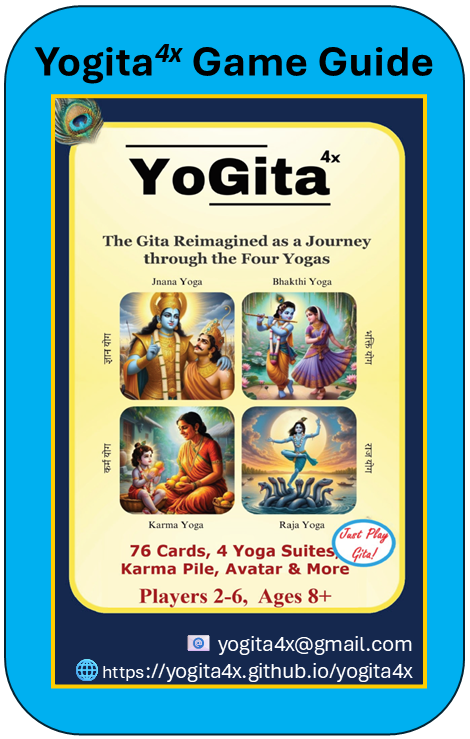 Yogita4x Game Guide
YoGita4x
The Gita Reimagined as a Journey
through the Four Yogas
Jnana Yoga
Bhakthi Yoga
ज्ञान योग
भक्ति योग
कर्म योग
राज योग
Karma Yoga
Raja Yoga
Just Play
Gita!
76 Cards, 4 Yoga Suites,
Karma Pile, Avatar & More
Players 2-6, Ages 8+
yogita4x@gmail.com
https://yogita4x.github.io/yogita4x